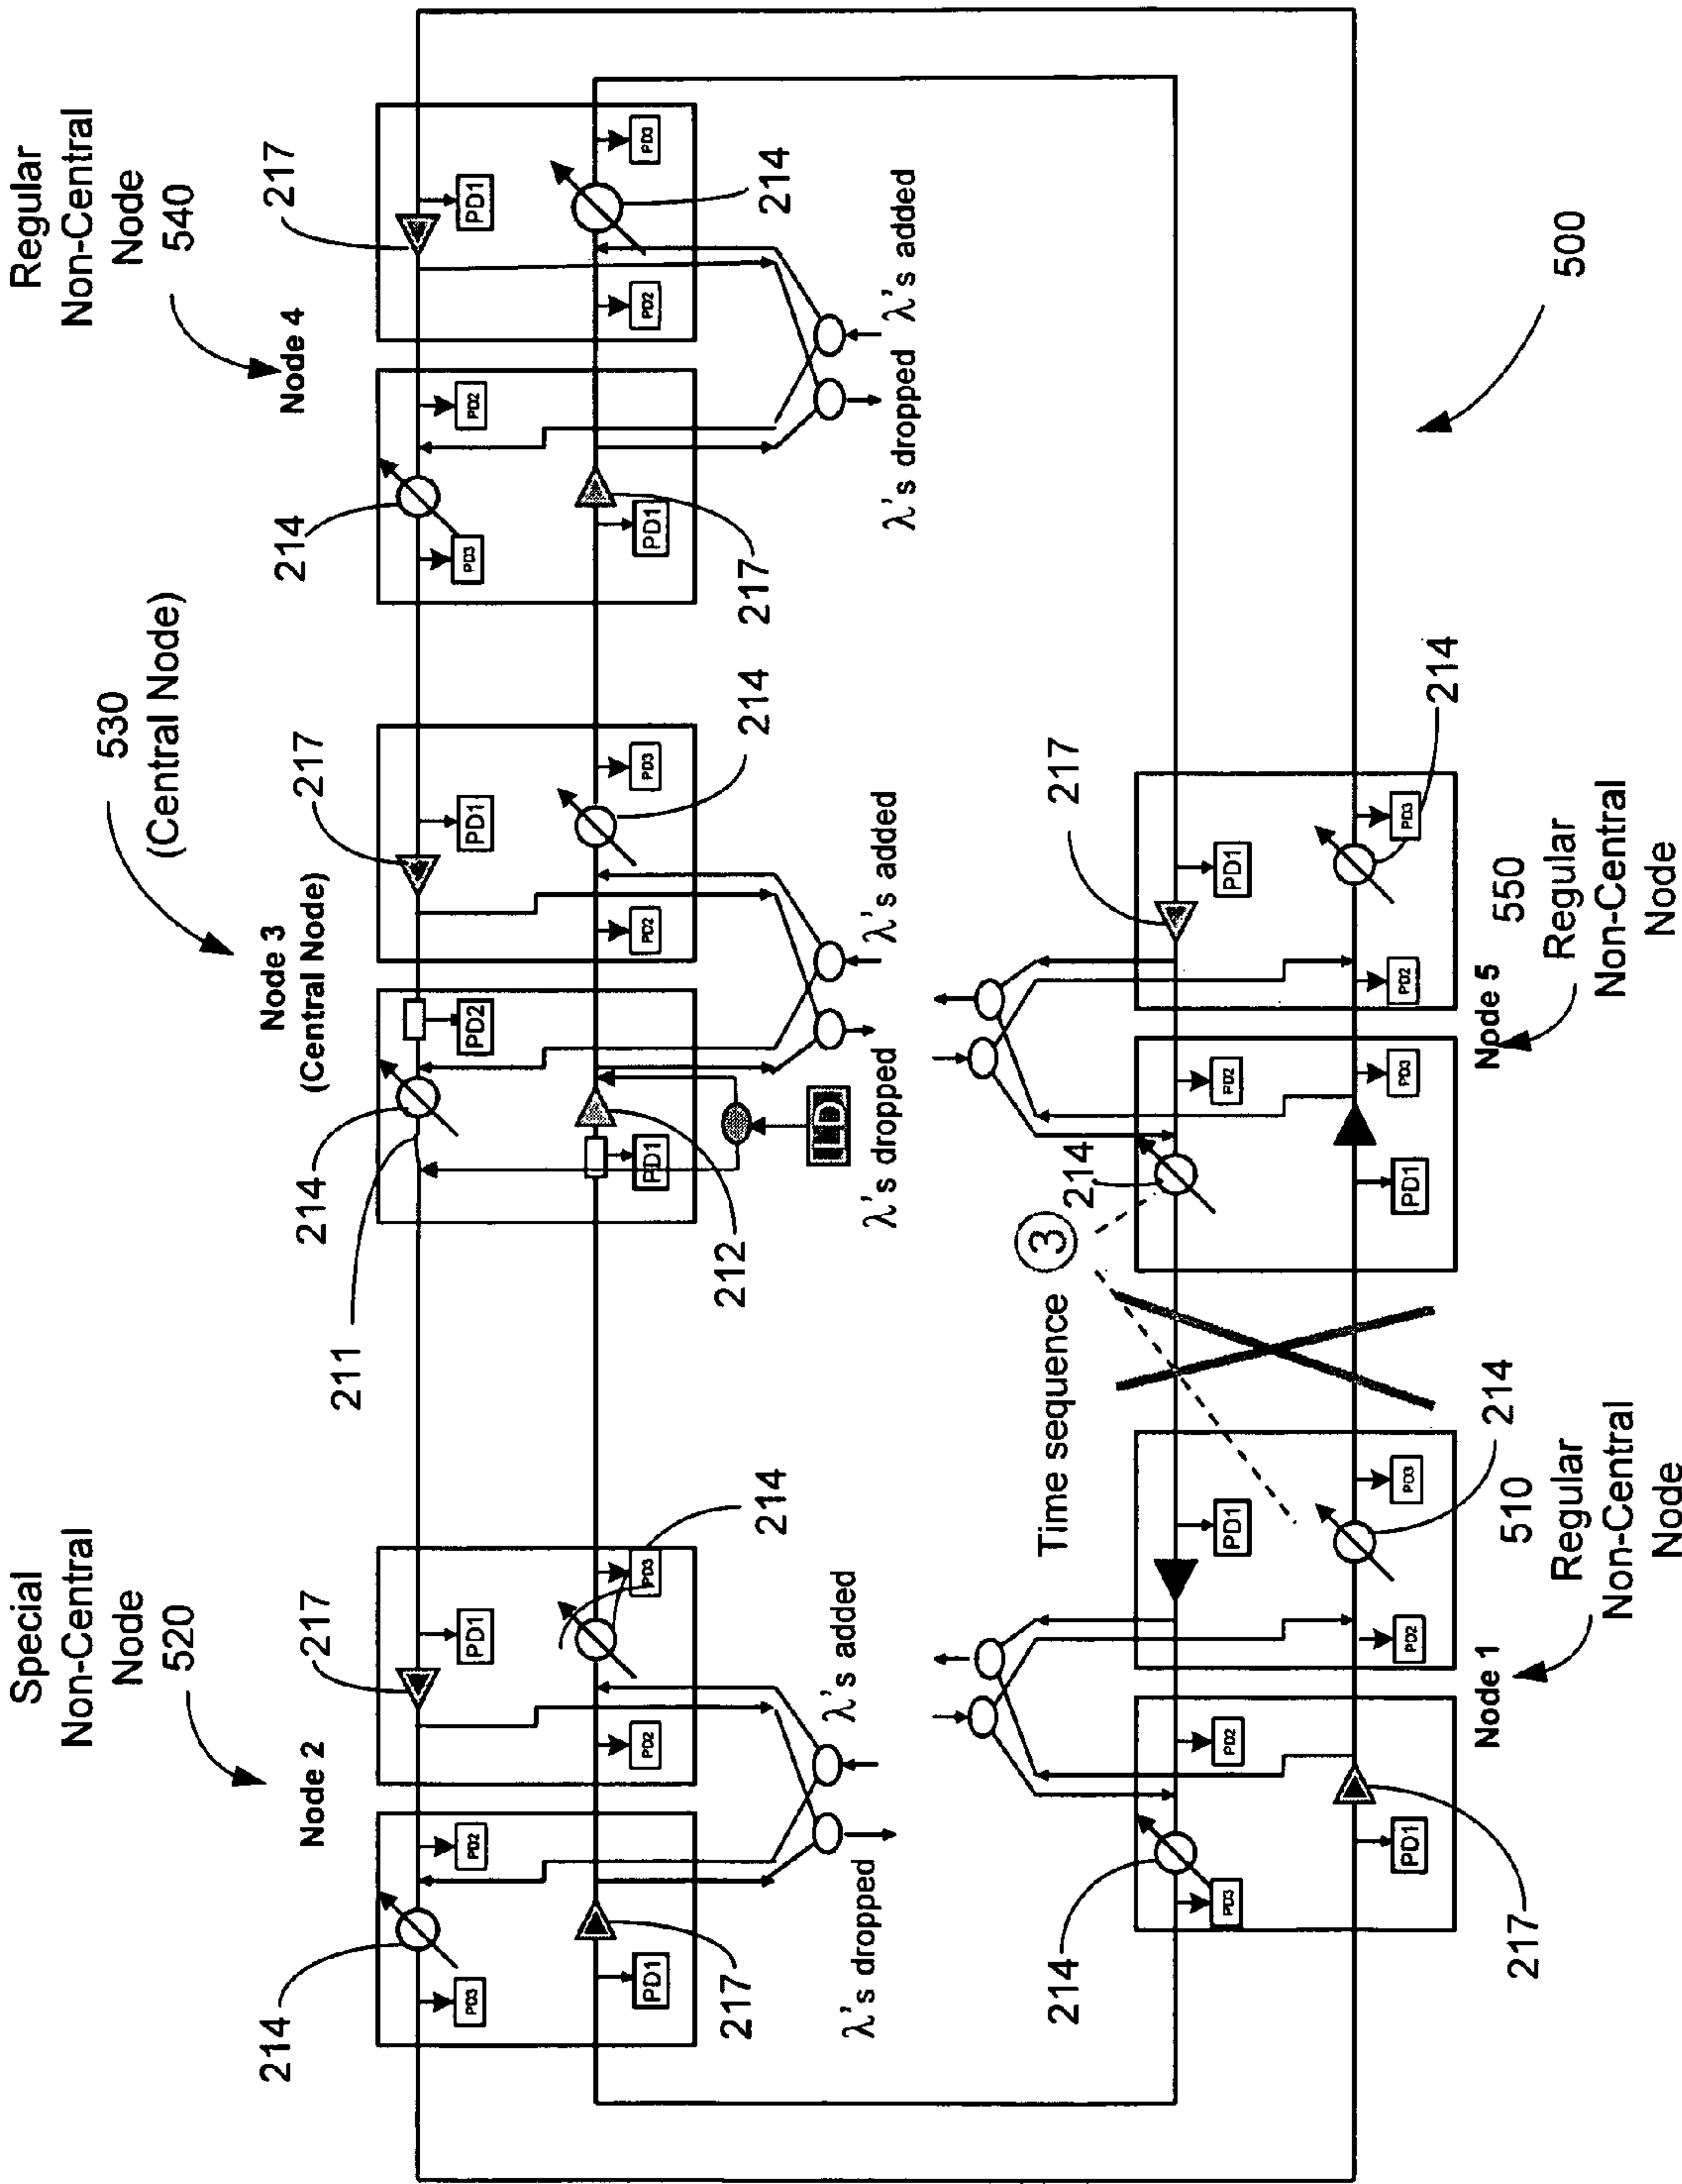 Special
Non-Central
Node
520
530
(Central Node)
Regular
Non-Central
Node
540
Node 2
Node 3
(Central Node)
Node 4
214
217
211
214
217
214
217
PD3
PD2
PD1
PD2
PD1
PD3
PD2
PD1
PD1
PD2
PD3
PD1
PD2
PD3
PD1
PD2
PD3
217
214
212
214
217
214
λ's dropped
λ's added
λ's dropped
λ's added
λ's dropped
λ's added
Time sequence
3
214
217
500
PD2
PD1
PD2
PD1
214
PD3
PD1
PD2
PD3
PD1
PD3
PD2
PD3
214
217
214
Node 1
510
Regular
Non-Central
Node
Node 5
550
Regular
Non-Central
Node